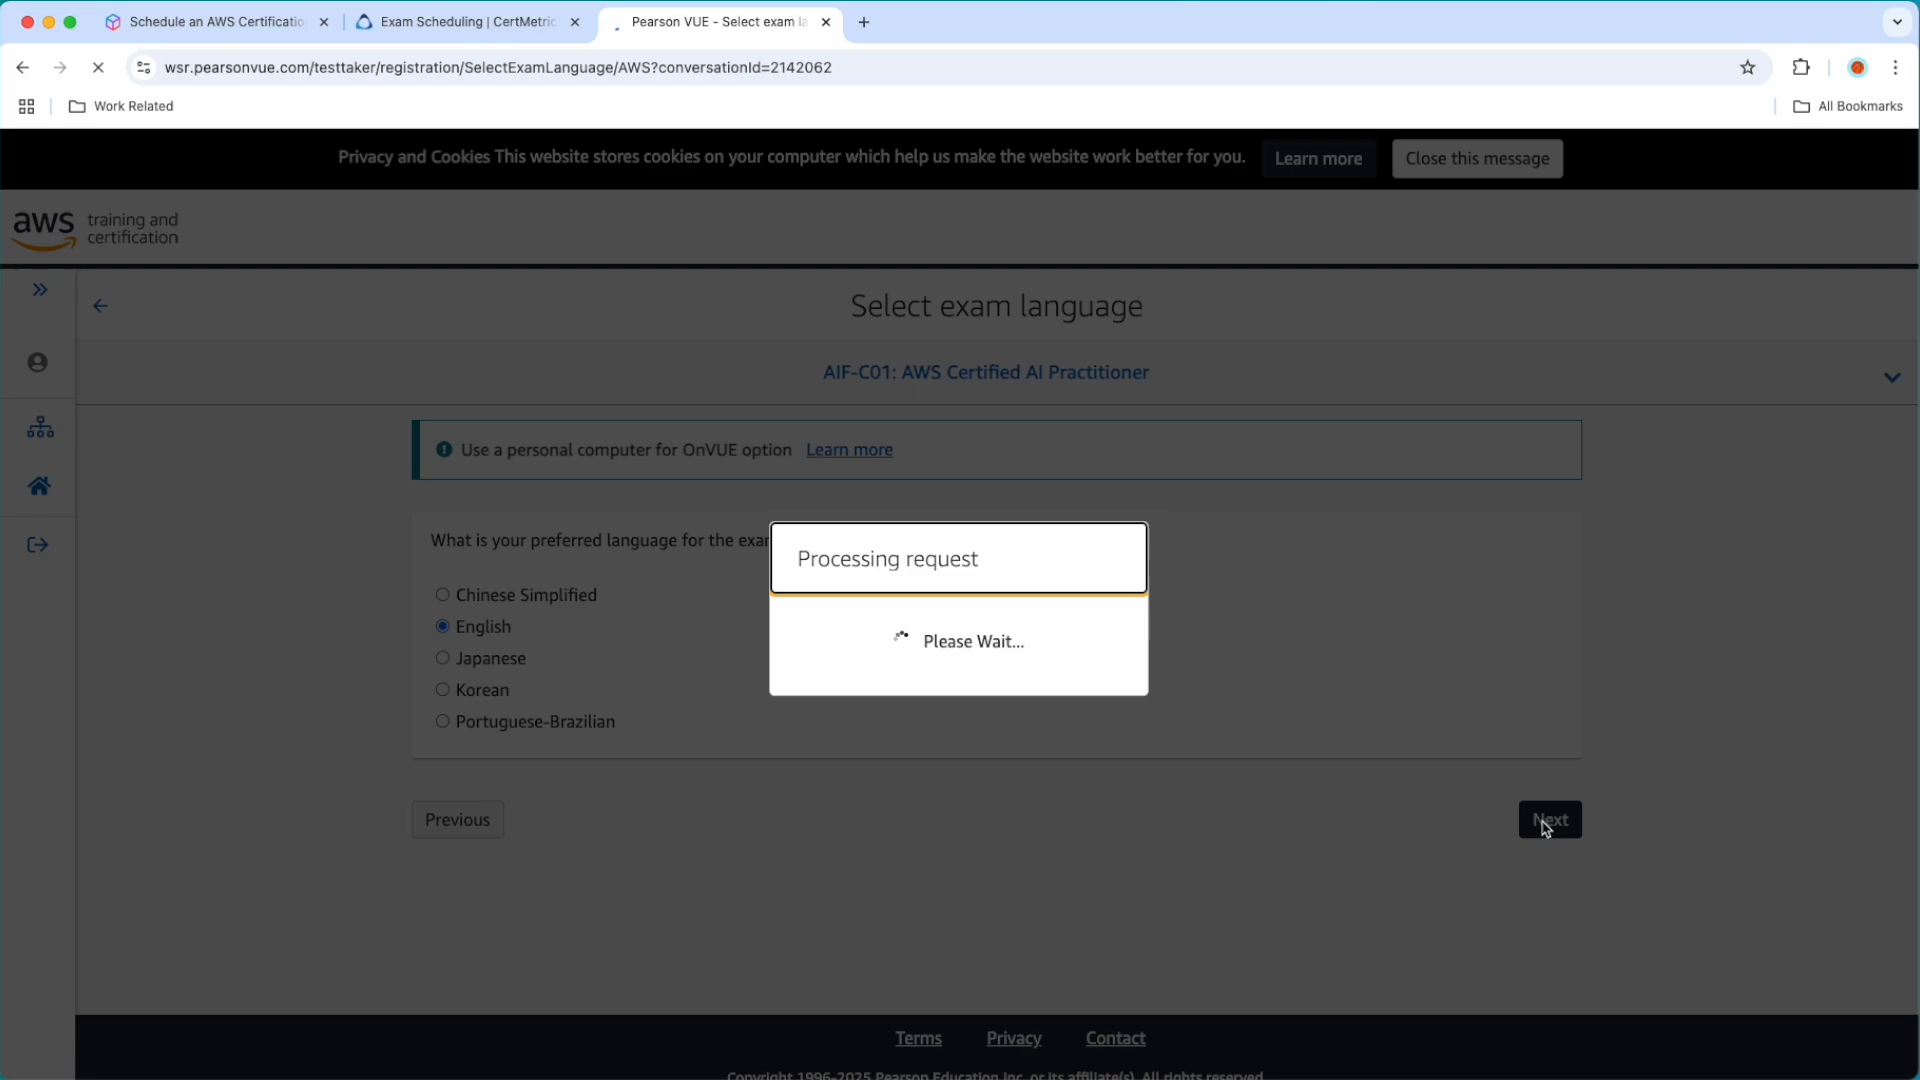 Schedule an AWS Certificatio
Exam Scheduling | CertMetric
Pearson VUE - Select exam la
wsr.pearsonvue.com/testtaker/registration/SelectExamLanguage/AWS?conversationId=2142062
Work Related
All Bookmarks
Privacy and Cookies This website stores cookies on your computer which help us make the website work better for you.
Learn more
Close this message
aws training and
certification
Select exam language
AIF-C01: AWS Certified AI Practitioner
Use a personal computer for OnVUE option Learn more
What is your preferred language for the exam
Processing request
Chinese Simplified
English
Please Wait...
Japanese
Korean
Portuguese-Brazilian
Previous
Next
Terms
Privacy
Contact
Copyright 1996-2025 Pearson Education Inc. or its affiliate(s). All rights reserved.